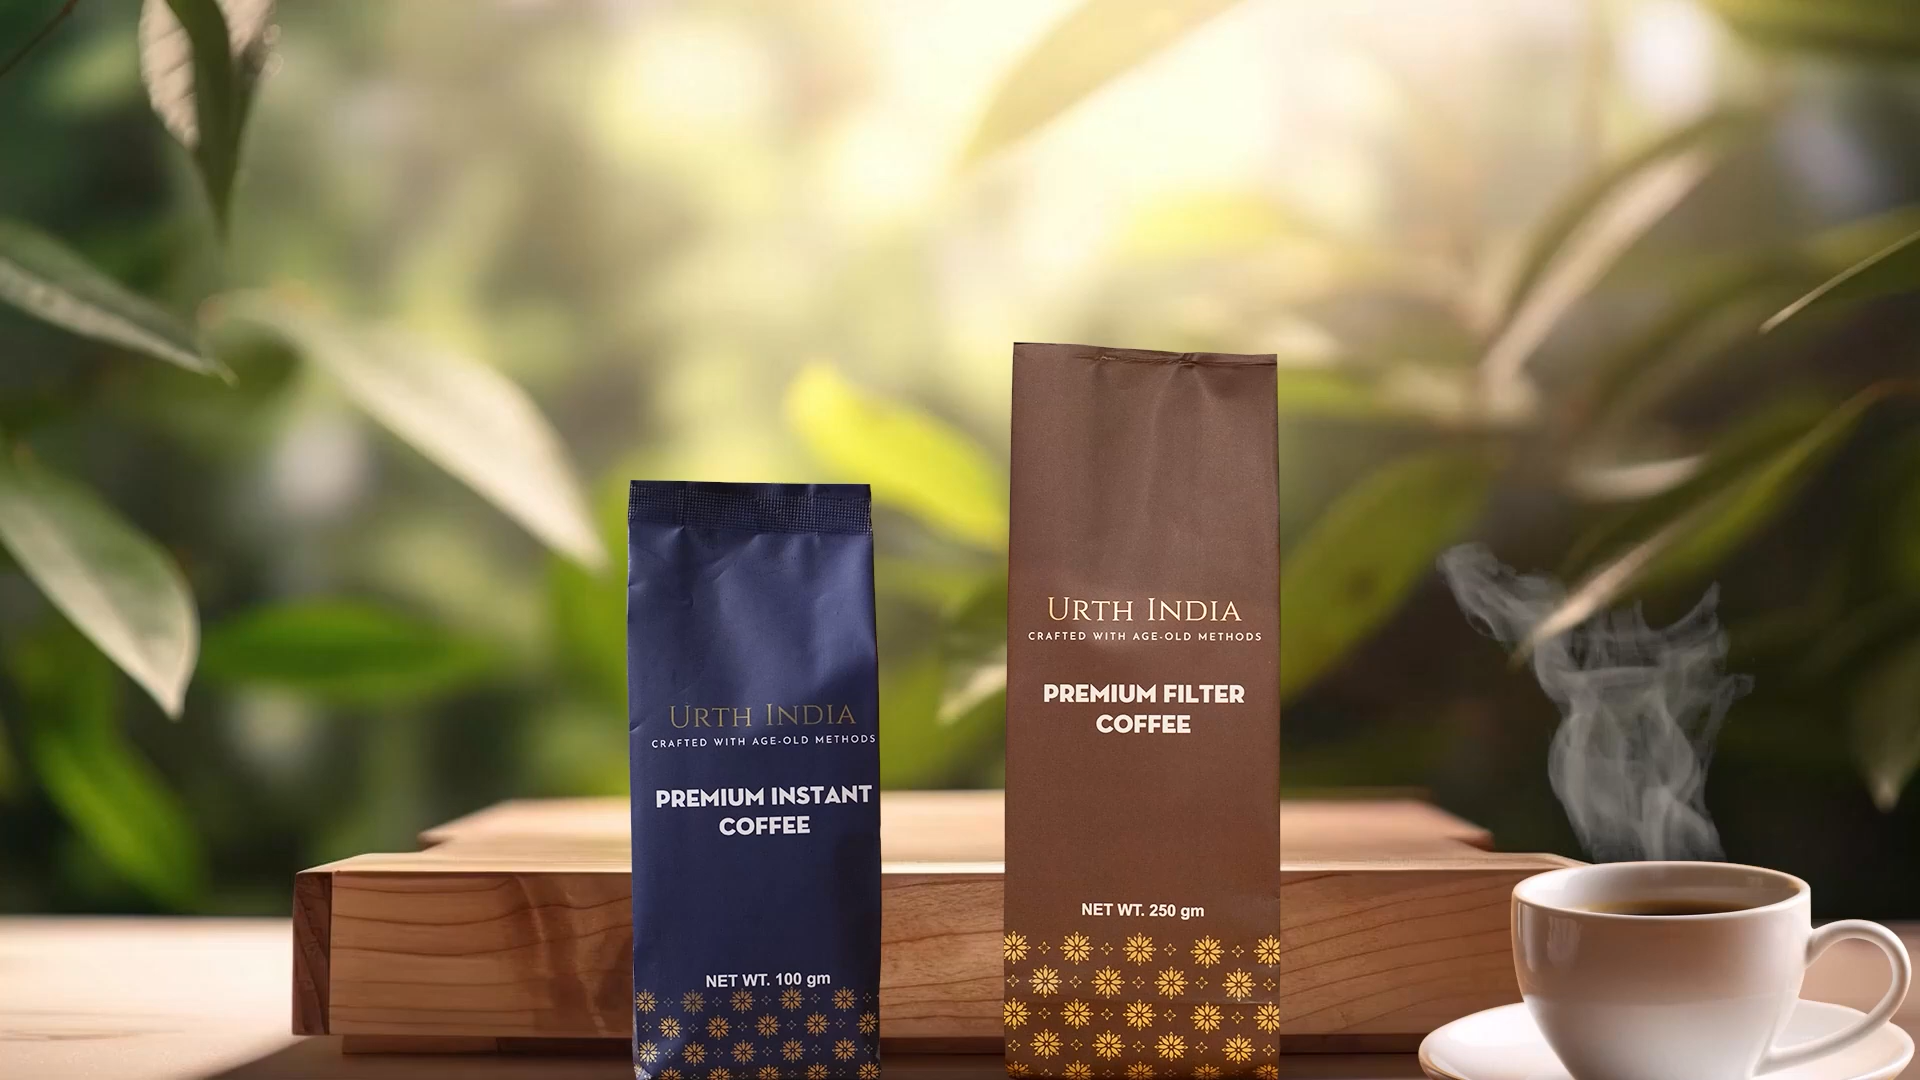 URTH INDIA
CRAFTED WITH AGE-OLD METHODS
PREMIUM INSTANT
COFFEE
NET WT. 100 gm
URTH INDIA
CRAFTED WITH AGE-OLD METHODS
PREMIUM FILTER
COFFEE
NET WT. 250 gm